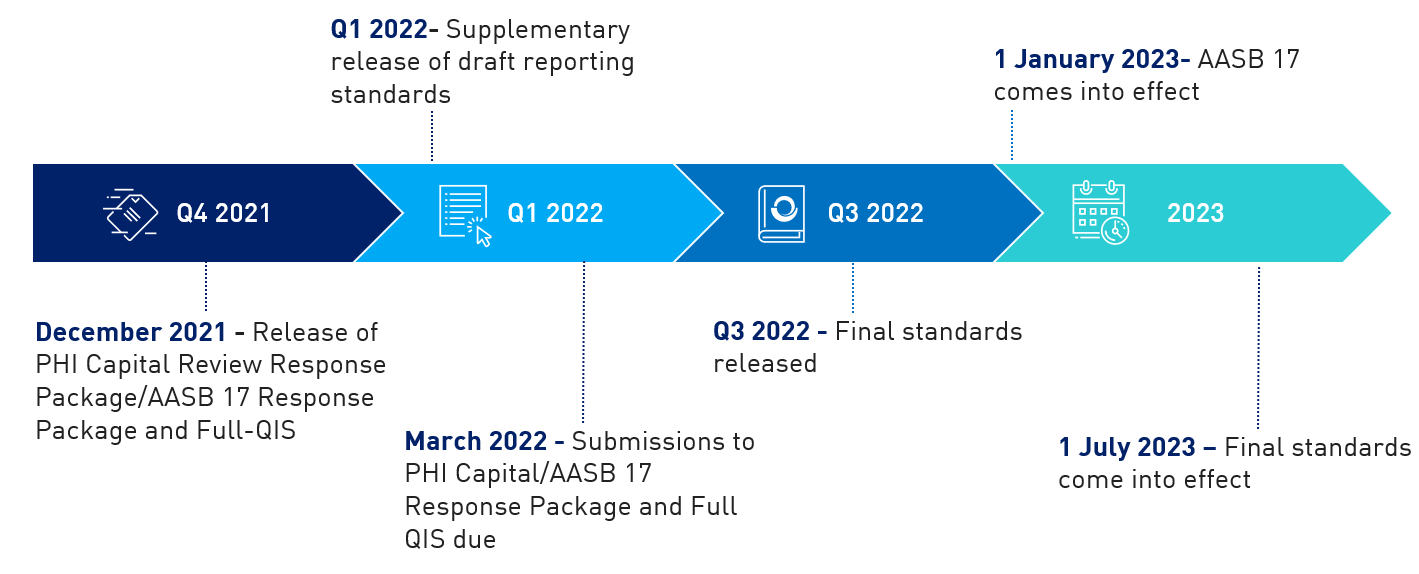 Q1 2022- Supplementary
release of draft reporting
standards
1 January 2023- AASB 17
comes into effect
Q4 2021
Q1 2022
Q3 2022
2023
December 2021 - Release of
PHI Capital Review Response
Package/AASB 17 Response
Package and Full-QIS
March 2022 - Submissions to
PHI Capital/AASB 17
Response Package and Full
QIS due
Q3 2022 - Final standards
released
1 July 2023 – Final standards
come into effect